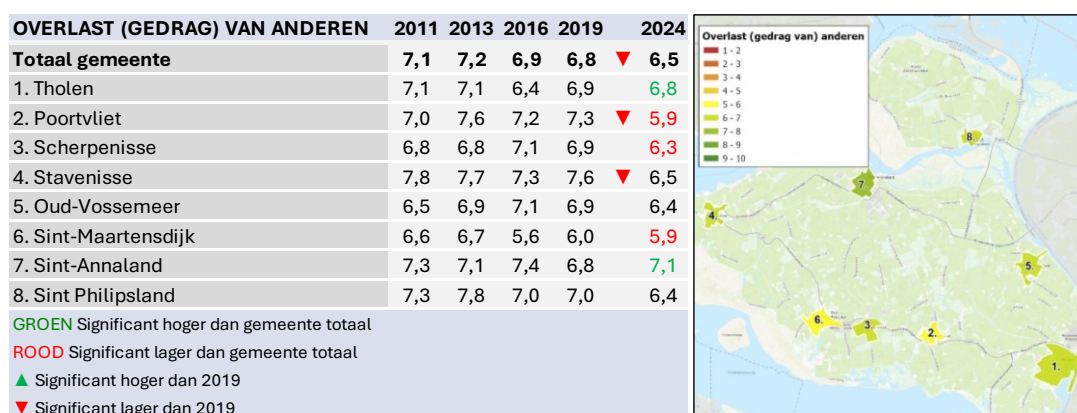 OVERLAST (GEDRAG) VAN ANDEREN 2011 2013 2016 2019 2024
Totaal gemeente 7,1 7,2 6,9 6,8 ▼ 6,5
1. Tholen 7,1 7,1 6,4 6,9 6,8
2. Poortvliet 7,0 7,6 7,2 7,3 ▼ 5,9
3. Scherpenisse 6,8 6,8 7,1 6,9 6,3
4. Stavenisse 7,8 7,7 7,3 7,6 ▼ 6,5
5. Oud-Vossemeer 6,5 6,9 7,1 6,9 6,4
6. Sint-Maartensdijk 6,6 6,7 5,6 6,0 5,9
7. Sint-Annaland 7,3 7,1 7,4 6,8 7,1
8. Sint Philipsland 7,3 7,8 7,0 7,0 6,4
GROEN Significant hoger dan gemeente totaal
ROOD Significant lager dan gemeente totaal
▲ Significant hoger dan 2019
▼ Significant lager dan 2019
Overlast (gedrag van) anderen
1 - 2
2 - 3
3 - 4
4 - 5
5 - 6
6 - 7
7 - 8
8 - 9
9 - 10
8.
7.
4.
5.
6.
3.
2.
1.